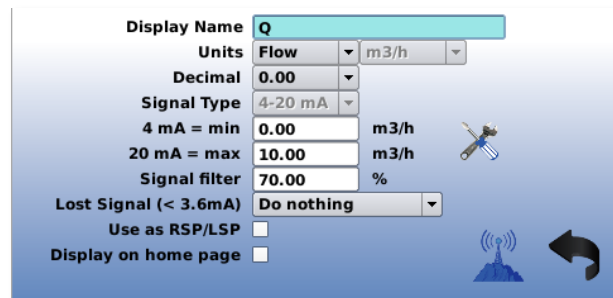 Display Name Q
Units Flow m3/h
Decimal 0.00
Signal Type 4-20 mA
4 mA = min 0.00 m3/h
20 mA = max 10.00 m3/h
Signal filter 70.00 %
Lost Signal (< 3.6mA) Do nothing
Use as RSP/LSP
Display on home page